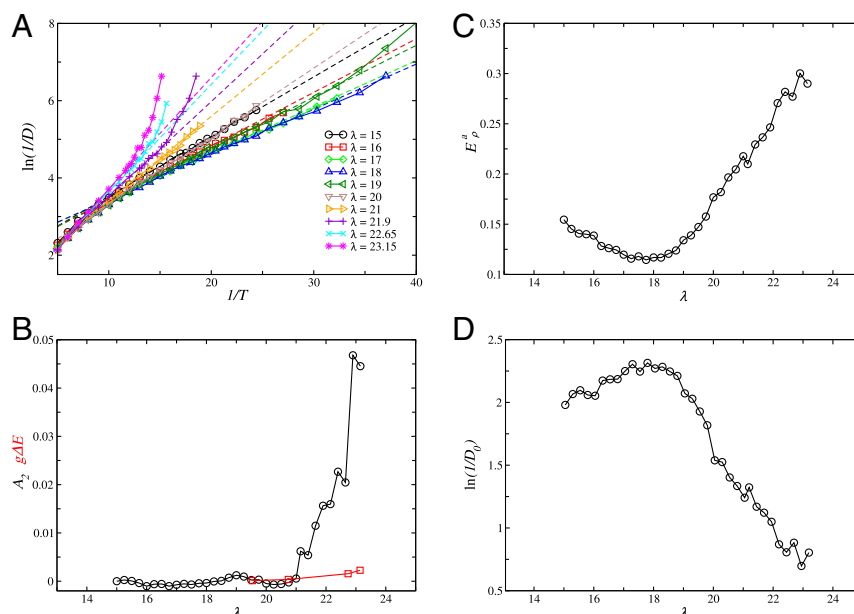 A
8
6
4
2
ln(1/D)
10
20
30
40
1/T
λ = 15
λ = 16
λ = 17
λ = 18
λ = 19
λ = 20
λ = 21
λ = 21.9
λ = 22.65
λ = 23.15
B
0.05
0.04
0.03
0.02
0.01
0
A₂ gΔE
14
16
18
20
22
24
λ
C
0.35
0.3
0.25
0.2
0.15
0.1
Eₚᵃ
14
16
18
20
22
24
λ
D
2.5
2
1.5
1
0.5
ln(1/D₀)
14
16
18
20
22
24
λ